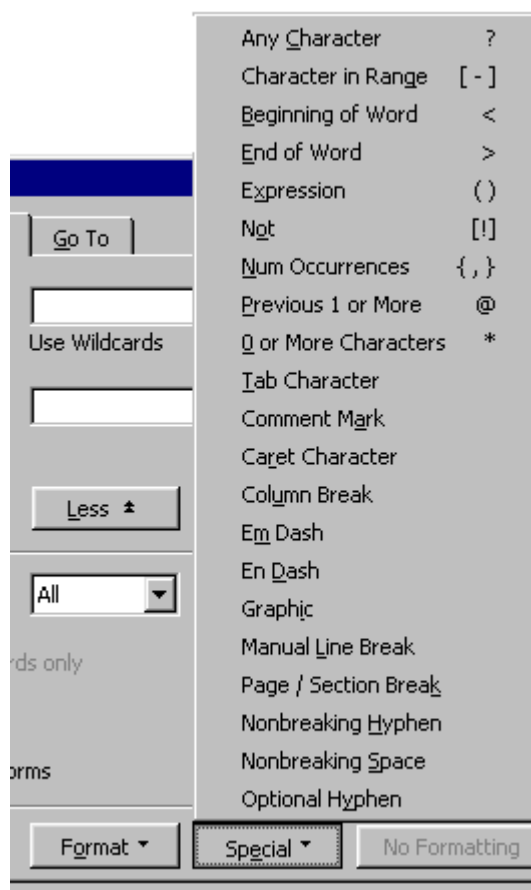 Any Character ?
Character in Range [ - ]
Beginning of Word <
End of Word >
Expression ( )
Not [!]
Num Occurrences { , }
Previous 1 or More @
0 or More Characters *
Tab Character
Comment Mark
Caret Character
Column Break
Em Dash
En Dash
Graphic
Manual Line Break
Page / Section Break
Nonbreaking Hyphen
Nonbreaking Space
Optional Hyphen
Go To
Use Wildcards
Less
All
rds only
orms
Format
Special
No Formatting